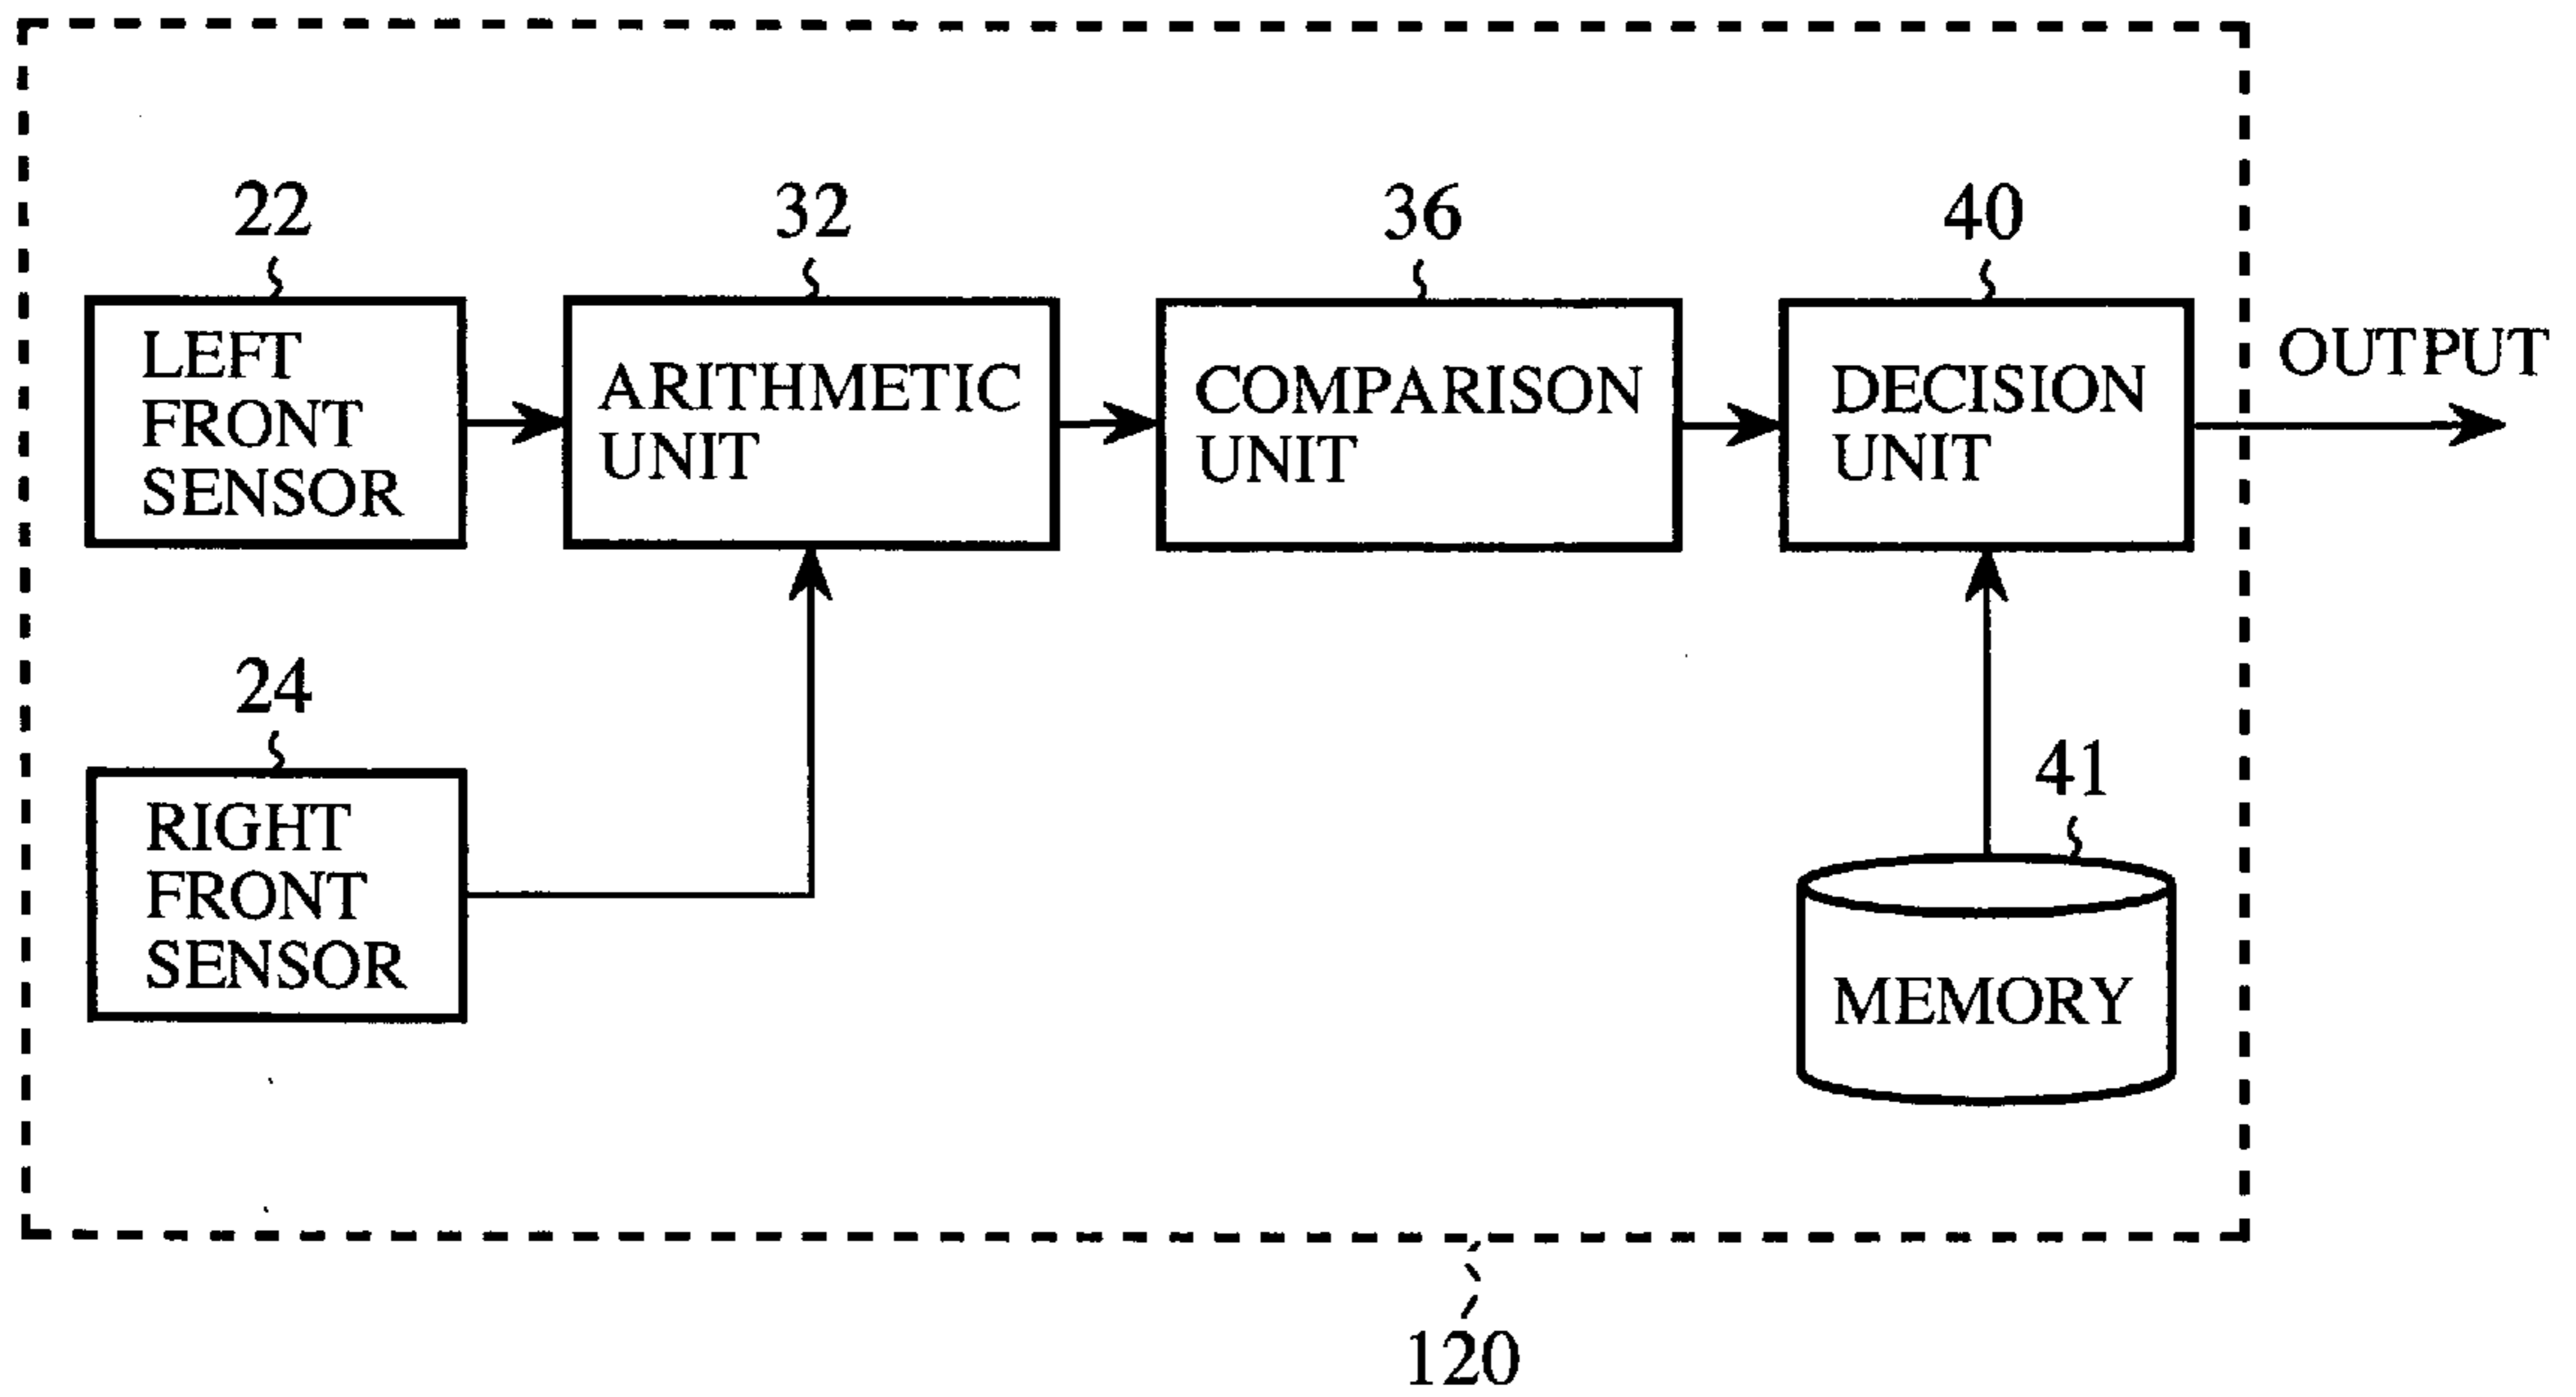 22
32
36
40
LEFT
FRONT
SENSOR
ARITHMETIC
UNIT
COMPARISON
UNIT
DECISION
UNIT
OUTPUT
24
RIGHT
FRONT
SENSOR
41
MEMORY
120